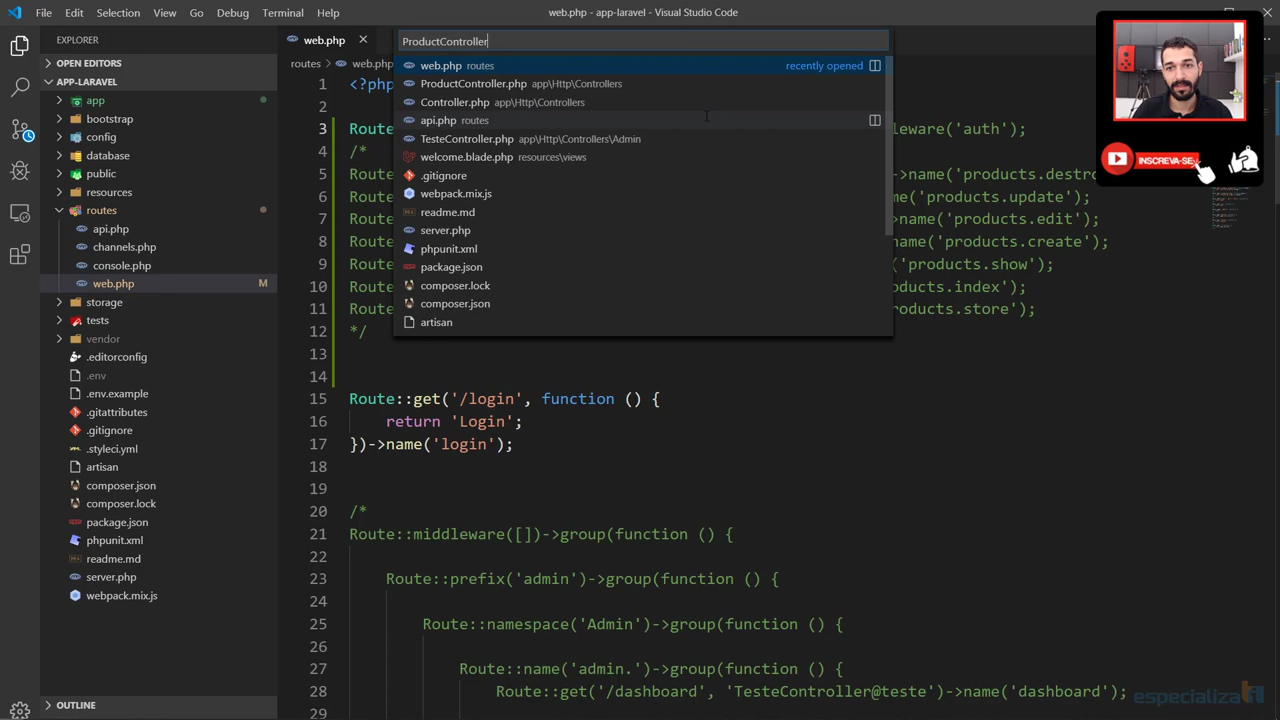 File Edit Selection View Go Debug Terminal Help
web.php - app-laravel - Visual Studio Code
EXPLORER
OPEN EDITORS
APP-LARAVEL
app
bootstrap
config
database
public
resources
routes
api.php
channels.php
console.php
web.php M
storage
tests
vendor
.editorconfig
.env
.env.example
.gitattributes
.gitignore
.styleci.yml
artisan
composer.json
composer.lock
package.json
phpunit.xml
readme.md
server.php
webpack.mix.js
OUTLINE
web.php
routes web.php
ProductController
web.php routes recently opened
ProductController.php app\Http\Controllers
Controller.php app\Http\Controllers
api.php routes
TesteController.php app\Http\Controllers\Admin
welcome.blade.php resources\views
.gitignore
webpack.mix.js
readme.md
server.php
phpunit.xml
package.json
composer.lock
composer.json
artisan
INSCREVA-SE
1 <?php
2
3 Route leware('auth');
4 /*
5 Route >name('products.destro
6 Route me('products.update');
7 Route >name('products.edit');
8 Route name('products.create');
9 Route ('products.show');
10 Route roducts.index');
11 Route products.store');
12 */
13
14
15 Route::get('/login', function () {
16 return 'Login';
17 })->name('login');
18
19
20 /*
21 Route::middleware([])->group(function () {
22
23 Route::prefix('admin')->group(function () {
24
25 Route::namespace('Admin')->group(function () {
26
27 Route::name('admin.')->group(function () {
28 Route::get('/dashboard', 'TesteController@teste')->name('dashboard');
29
especializati